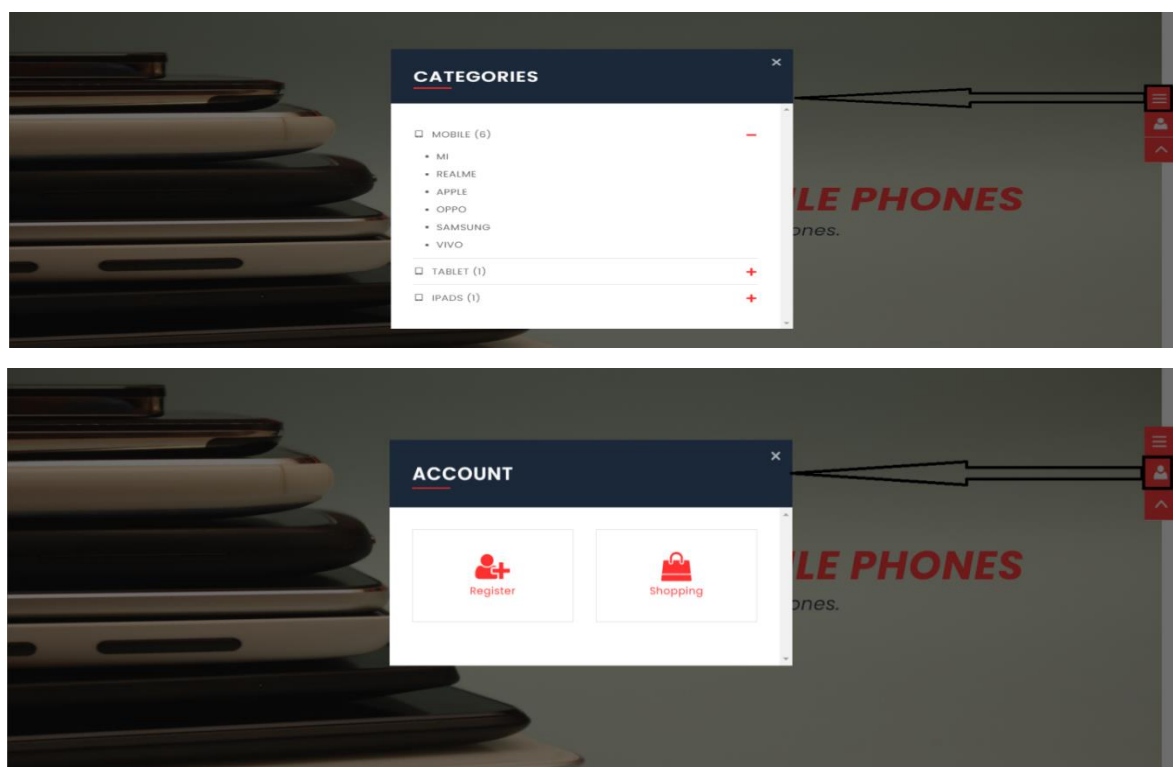 CATEGORIES
MOBILE (6)
MI
REALME
APPLE
OPPO
SAMSUNG
VIVO
TABLET (1)
IPADS (1)
LE PHONES
ones.
ACCOUNT
Register
Shopping
LE PHONES
ones.